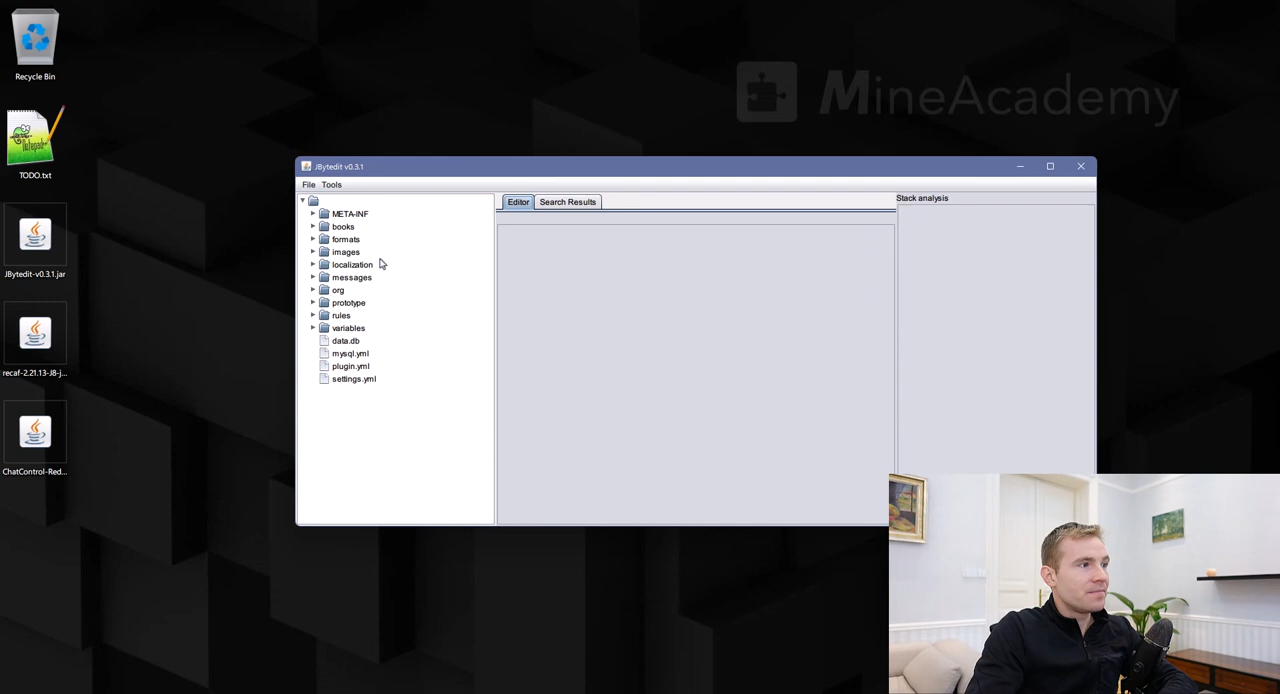 Recycle Bin
TODO.txt
JBytedit-v0.3.1.jar
recaf-2.21.13-J8-j...
ChatControl-Red...
MineAcademy
JBytedit v0.3.1
File Tools
META-INF
books
formats
images
localization
messages
org
prototype
rules
variables
data.db
mysql.yml
plugin.yml
settings.yml
Editor Search Results
Stack analysis